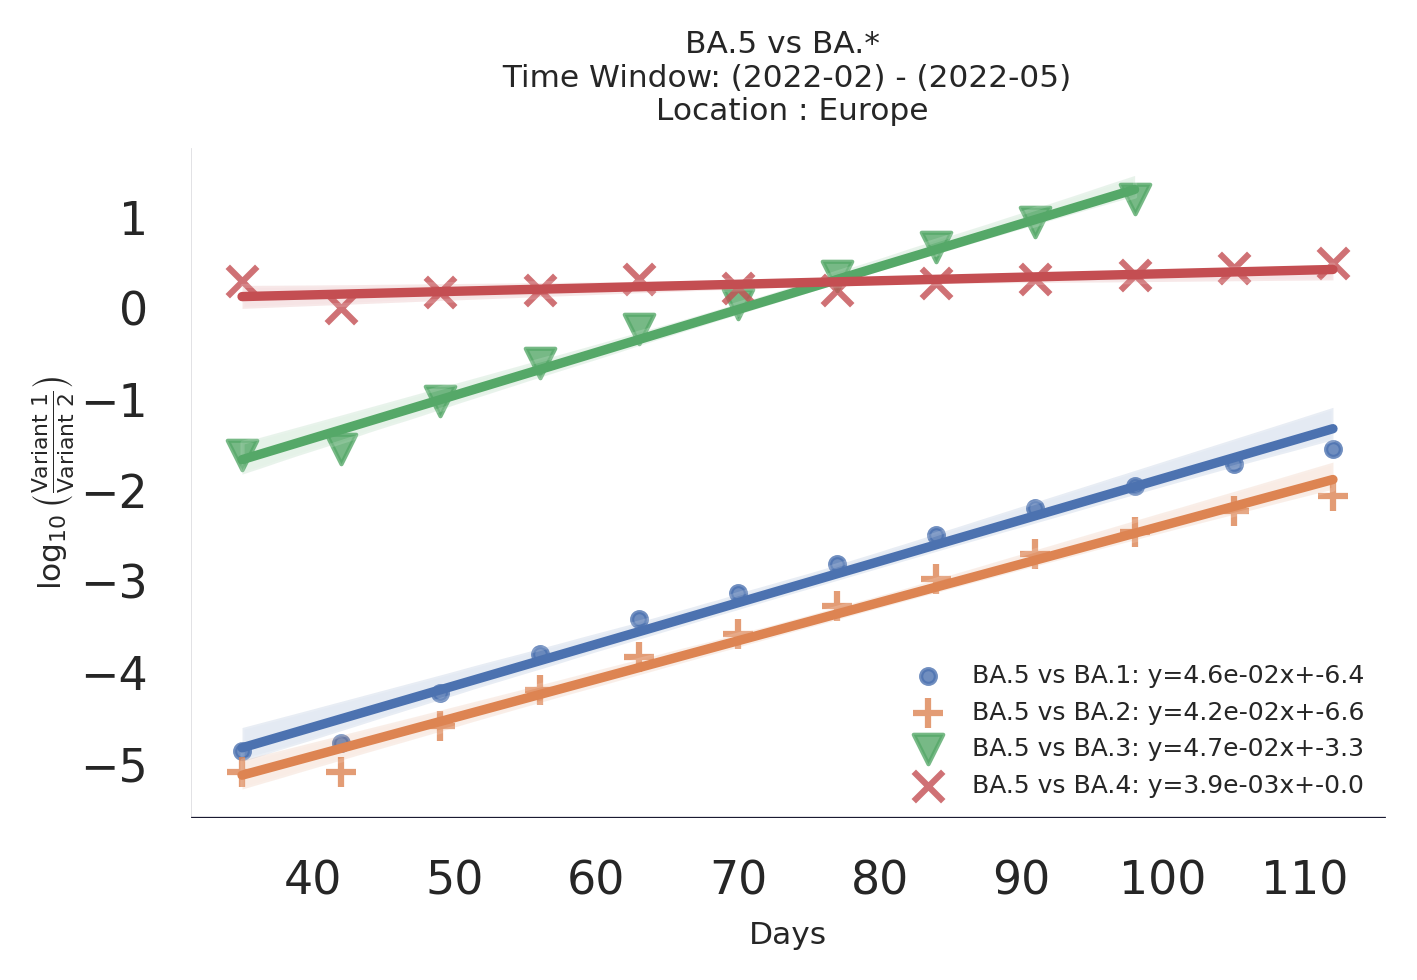 BA.5 vs BA.*
Time Window: (2022-02) - (2022-05)
Location : Europe
log10 (Variant 1 / Variant 2)
1
0
−1
−2
−3
−4
−5
BA.5 vs BA.1: y=4.6e-02x+-6.4
BA.5 vs BA.2: y=4.2e-02x+-6.6
BA.5 vs BA.3: y=4.7e-02x+-3.3
BA.5 vs BA.4: y=3.9e-03x+-0.0
40 50 60 70 80 90 100 110
Days